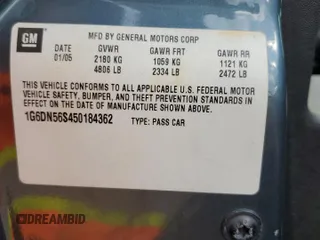 GM
MFD BY GENERAL MOTORS CORP
DATE GVWR GAWR FRT GAWR RR
01/05 2180 KG 1059 KG 1121 KG
4806 LB 2334 LB 2472 LB
THIS VEHICLE CONFORMS TO ALL APPLICABLE U.S. FEDERAL MOTOR
VEHICLE SAFETY, BUMPER, AND THEFT PREVENTION STANDARDS
IN EFFECT ON THE DATE OF MANUFACTURE SHOWN ABOVE.
1G6DN56S450184362 TYPE: PASS CAR
DREAMBID